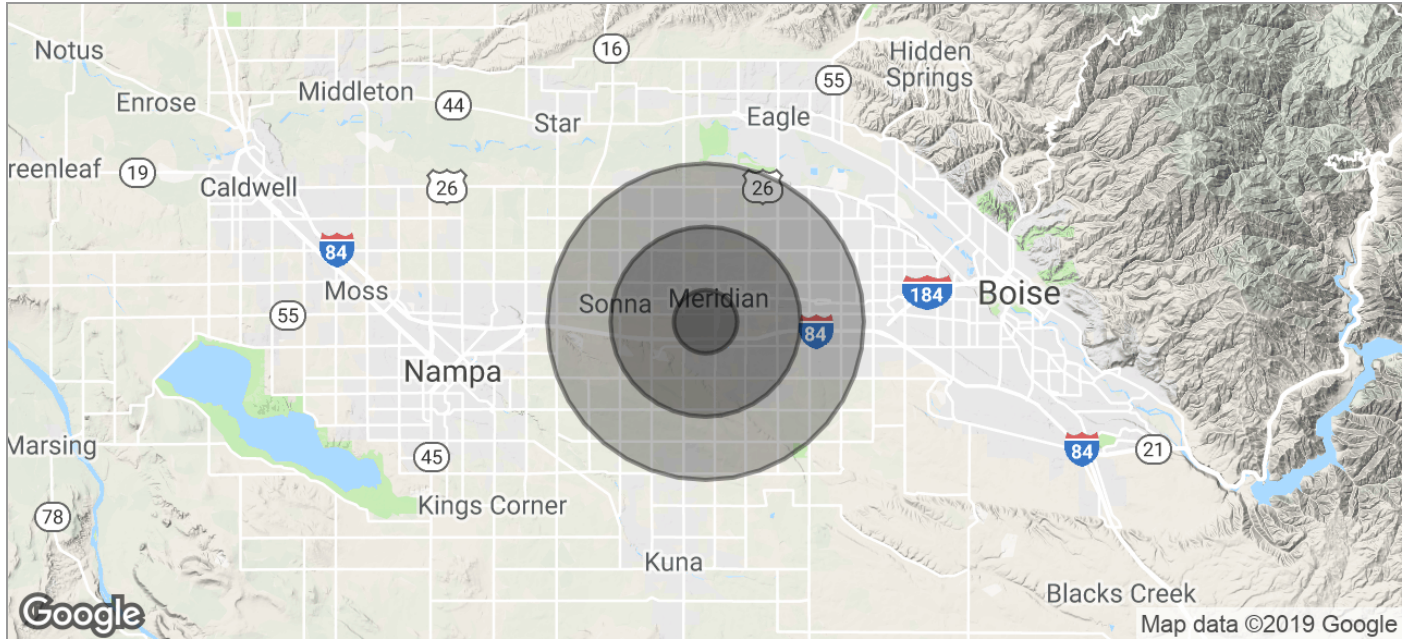 Notus
16
Hidden
Springs
55
Middleton
44
Enrose
Star
Eagle
reenleaf
19
Caldwell
26
26
84
Moss
Sonna
Meridian
184
Boise
55
84
Nampa
Marsing
45
84
21
Kings Corner
78
Kuna
Blacks Creek
Google
Map data ©2019 Google